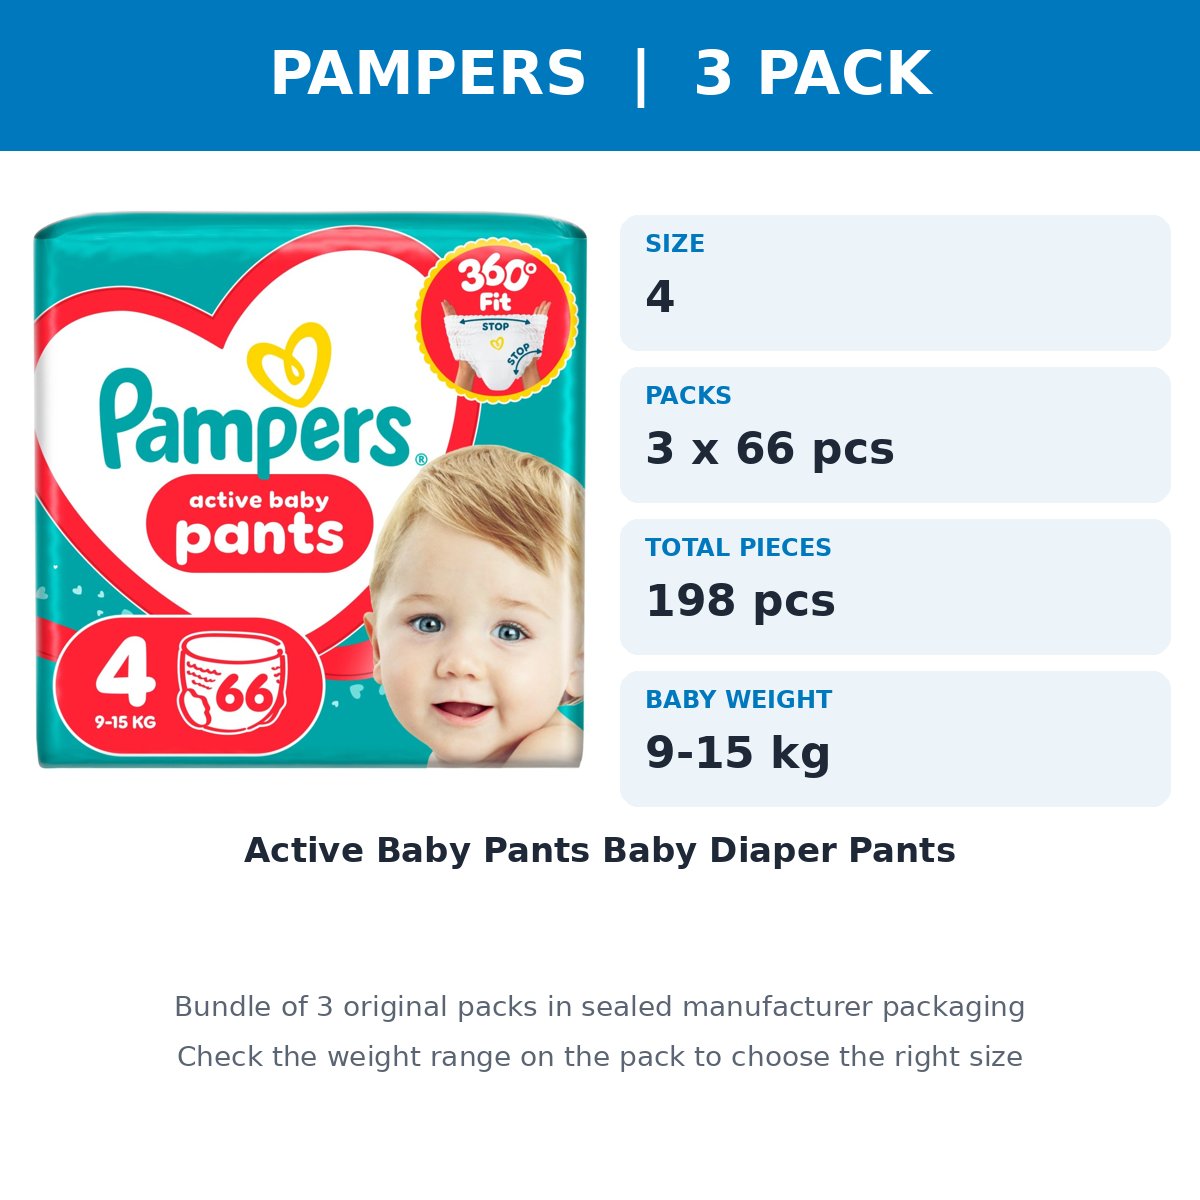 PAMPERS | 3 PACK
360°
Fit
STOP
STOP
Pampers®
active baby
pants
4
66
9-15 KG
SIZE
4
PACKS
3 x 66 pcs
TOTAL PIECES
198 pcs
BABY WEIGHT
9-15 kg
Active Baby Pants Baby Diaper Pants
Bundle of 3 original packs in sealed manufacturer packaging
Check the weight range on the pack to choose the right size